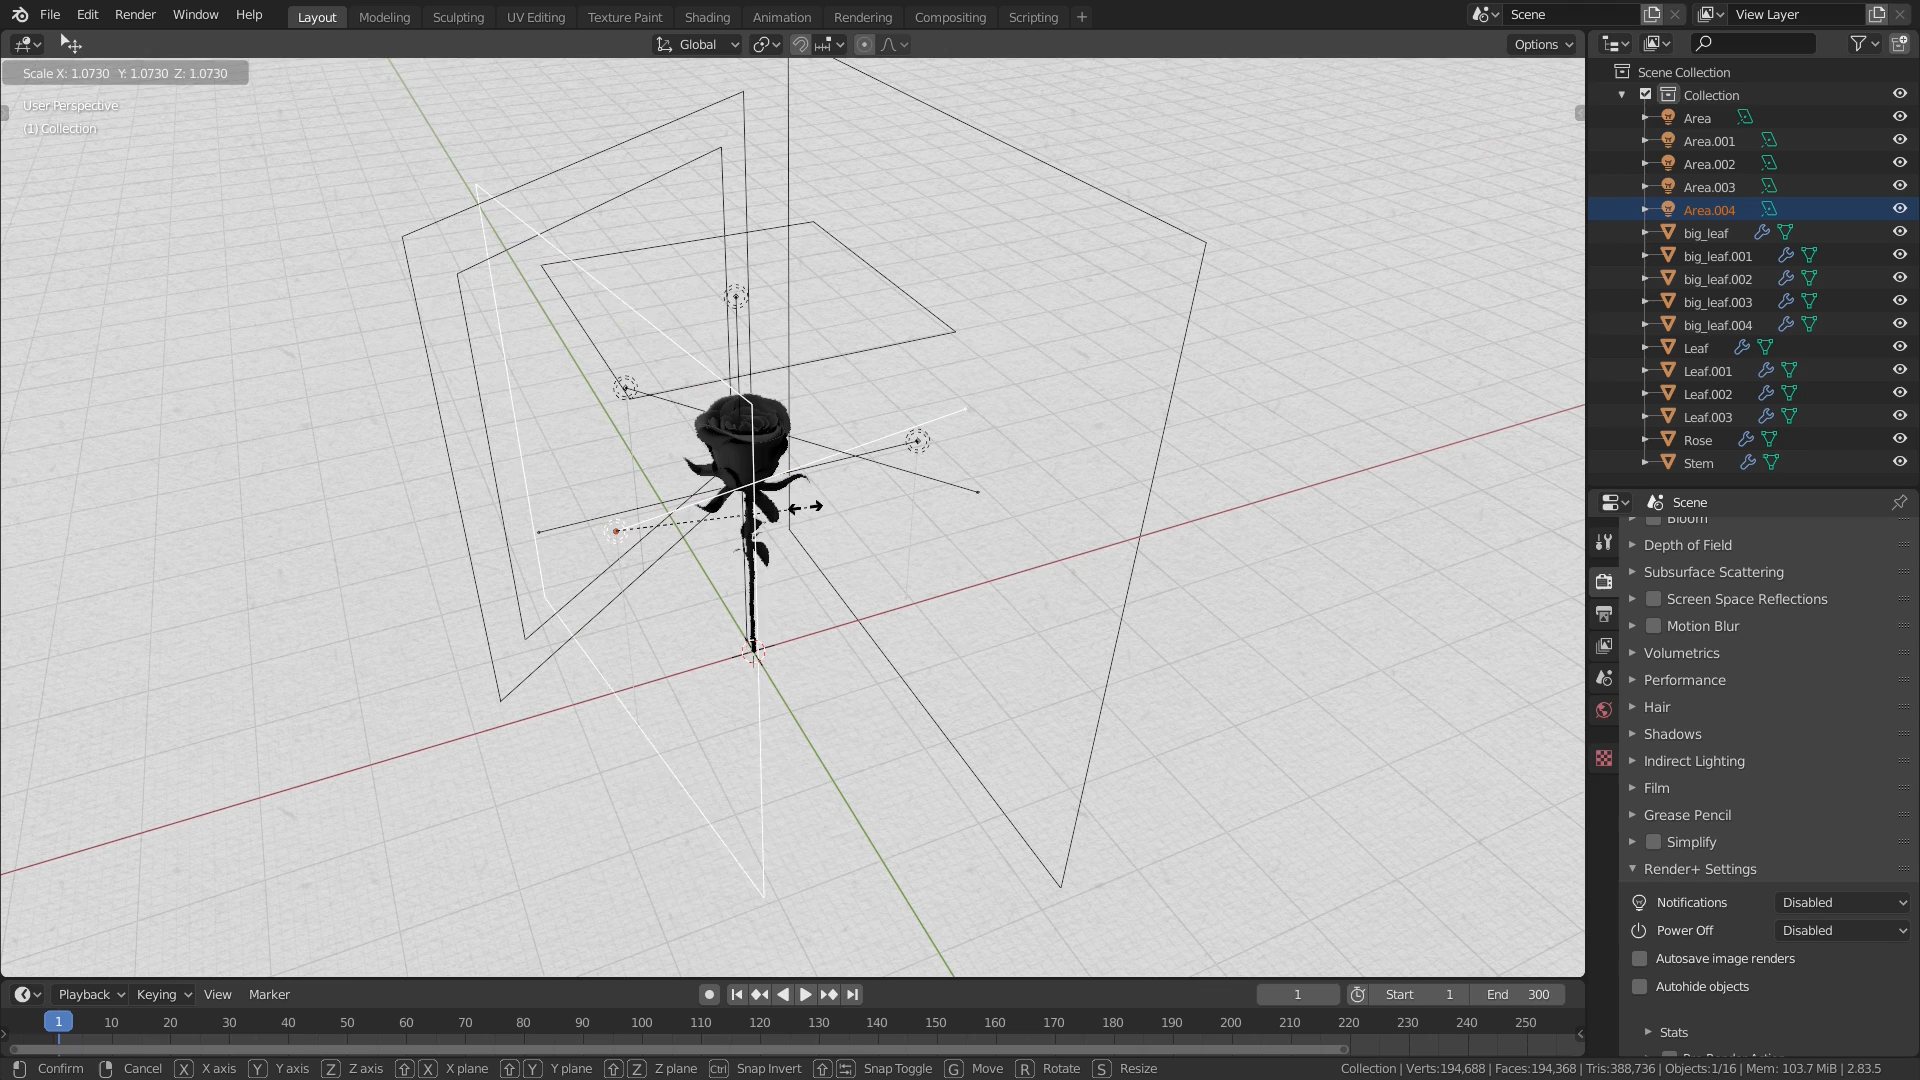 File Edit Render Window Help Layout Modeling Sculpting UV Editing Texture Paint Shading Animation Rendering Compositing Scripting + Scene View Layer
Global Options
Scale X: 1.0730 Y: 1.0730 Z: 1.0730
User Perspective
(1) Collection
Scene Collection
Collection
Area
Area.001
Area.002
Area.003
Area.004
big_leaf
big_leaf.001
big_leaf.002
big_leaf.003
big_leaf.004
Leaf
Leaf.001
Leaf.002
Leaf.003
Rose
Stem
Scene
Bloom
Depth of Field
Subsurface Scattering
Screen Space Reflections
Motion Blur
Volumetrics
Performance
Hair
Shadows
Indirect Lighting
Film
Grease Pencil
Simplify
Render+ Settings
Notifications Disabled
Power Off Disabled
Autosave image renders
Autohide objects
Stats
Playback Keying View Marker 1 Start 1 End 300
1 10 20 30 40 50 60 70 80 90 100 110 120 130 140 150 160 170 180 190 200 210 220 230 240 250
Confirm Cancel X X axis Y Y axis Z Z axis X X plane Y Y plane Z Z plane Ctrl Snap Invert Snap Toggle G Move R Rotate S Resize Collection | Verts:194,688 | Faces:194,368 | Tris:388,736 | Objects:1/16 | Mem: 103.7 MiB | 2.83.5